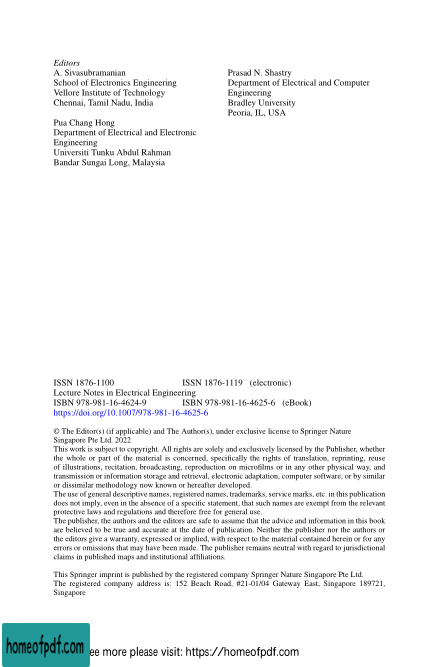 Editors
A. Sivasubramanian
School of Electronics Engineering
Vellore Institute of Technology
Chennai, Tamil Nadu, India
Pua Chang Hong
Department of Electrical and Electronic
Engineering
Universiti Tunku Abdul Rahman
Bandar Sungai Long, Malaysia
Prasad N. Shastry
Department of Electrical and Computer
Engineering
Bradley University
Peoria, IL, USA
ISSN 1876-1100 ISSN 1876-1119 (electronic)
Lecture Notes in Electrical Engineering
ISBN 978-981-16-4624-9 ISBN 978-981-16-4625-6 (eBook)
https://doi.org/10.1007/978-981-16-4625-6
© The Editor(s) (if applicable) and The Author(s), under exclusive license to Springer Nature
Singapore Pte Ltd. 2022
This work is subject to copyright. All rights are solely and exclusively licensed by the Publisher, whether
the whole or part of the material is concerned, specifically the rights of translation, reprinting, reuse
of illustrations, recitation, broadcasting, reproduction on microfilms or in any other physical way, and
transmission or information storage and retrieval, electronic adaptation, computer software, or by similar
or dissimilar methodology now known or hereafter developed.
The use of general descriptive names, registered names, trademarks, service marks, etc. in this publication
does not imply, even in the absence of a specific statement, that such names are exempt from the relevant
protective laws and regulations and therefore free for general use.
The publisher, the authors and the editors are safe to assume that the advice and information in this book
are believed to be true and accurate at the date of publication. Neither the publisher nor the authors or
the editors give a warranty, expressed or implied, with respect to the material contained herein or for any
errors or omissions that may have been made. The publisher remains neutral with regard to jurisdictional
claims in published maps and institutional affiliations.
This Springer imprint is published by the registered company Springer Nature Singapore Pte Ltd.
The registered company address is: 152 Beach Road, #21-01/04 Gateway East, Singapore 189721,
Singapore
homeofpdf.com
ee more please visit: https://homeofpdf.com